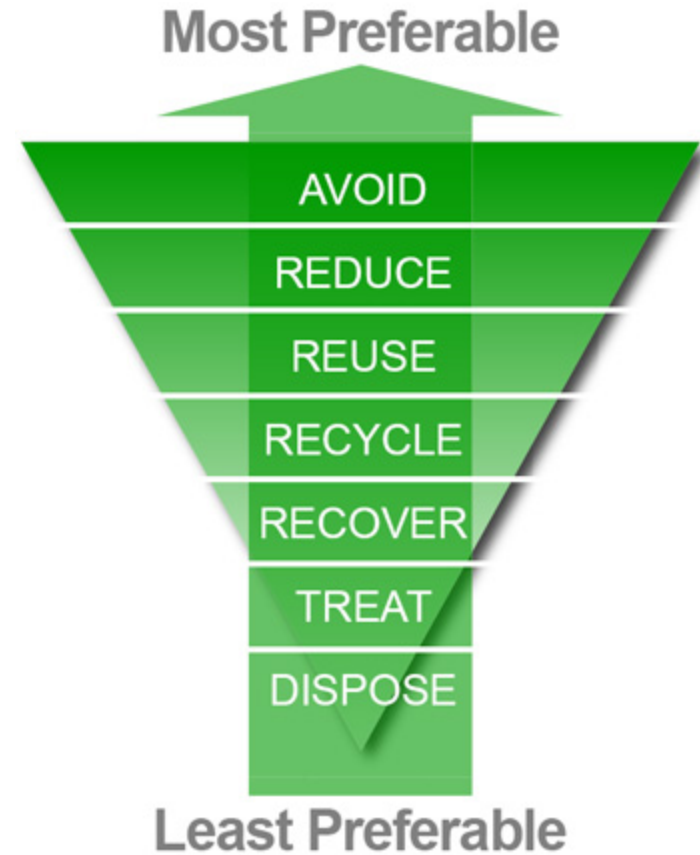 Most Preferable
AVOID
REDUCE
REUSE
RECYCLE
RECOVER
TREAT
DISPOSE
Least Preferable